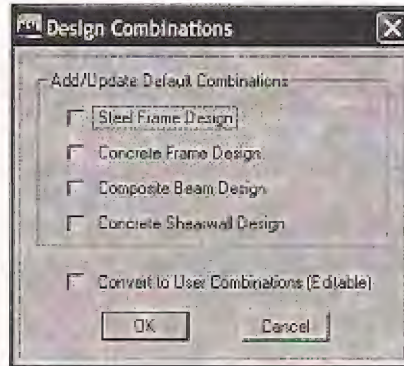 Design Combinations
Add/Update Default Combinations
Steel Frame Design
Concrete Frame Design
Composite Beam Design
Concrete Shearwall Design
Convert to User Combinations (Editable)
OK
Cancel